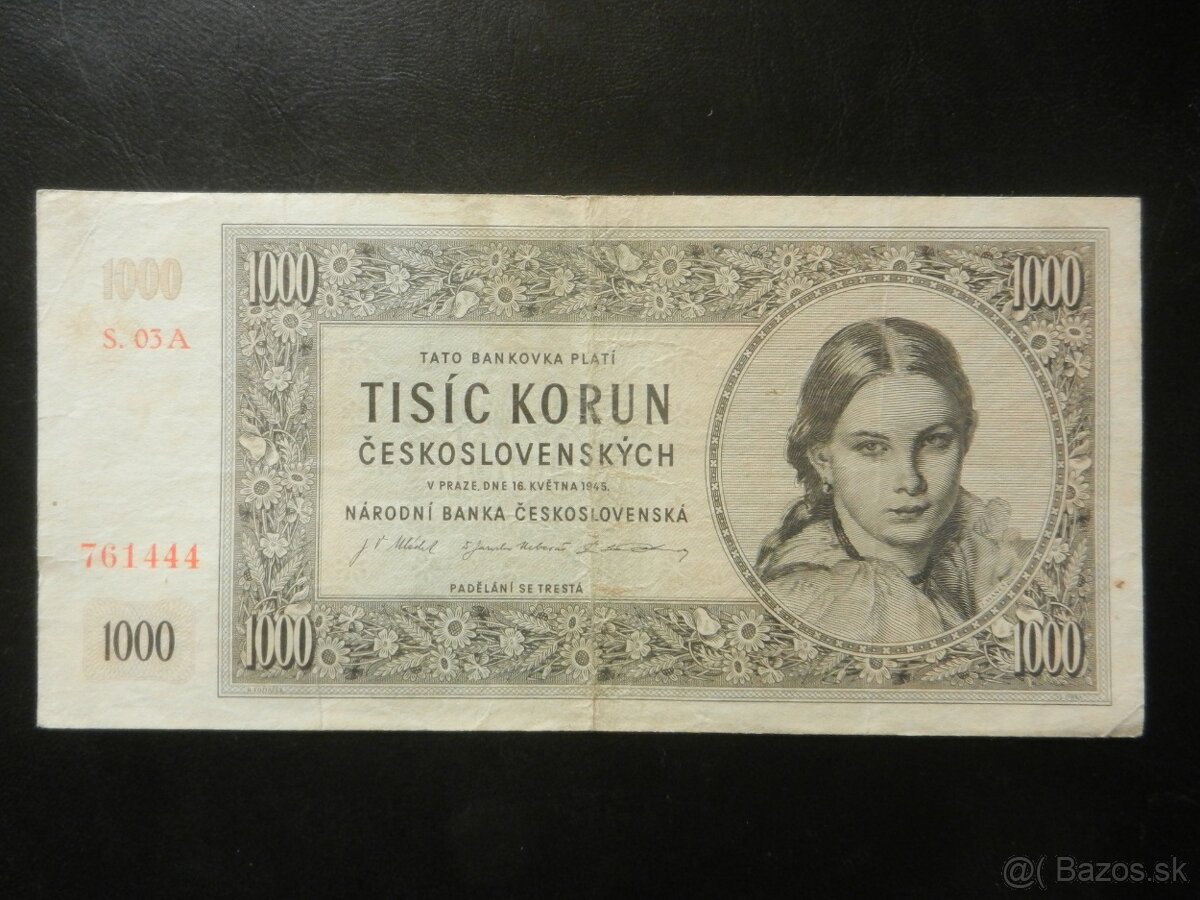 1000
S. 03 A
761444
1000
1000
1000
TATO BANKOVKA PLATÍ
TISÍC KORUN
ČESKOSLOVENSKÝCH
V PRAZE, DNE 16. KVĚTNA 1945.
NÁRODNÍ BANKA ČESKOSLOVENSKÁ
PADĚLÁNÍ SE TRESTÁ
1000
1000
@( Bazos.sk